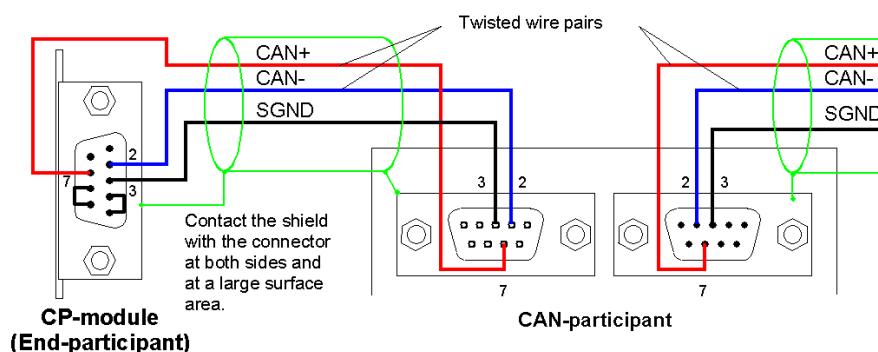 Twisted wire pairs
CAN+
CAN-
SGND
CAN+
CAN-
SGND
2
7
3
3
2
2
3
Contact the shield
with the connector
at both sides and
at a large surface
area.
7
7
CP-module
(End-participant)
CAN-participant